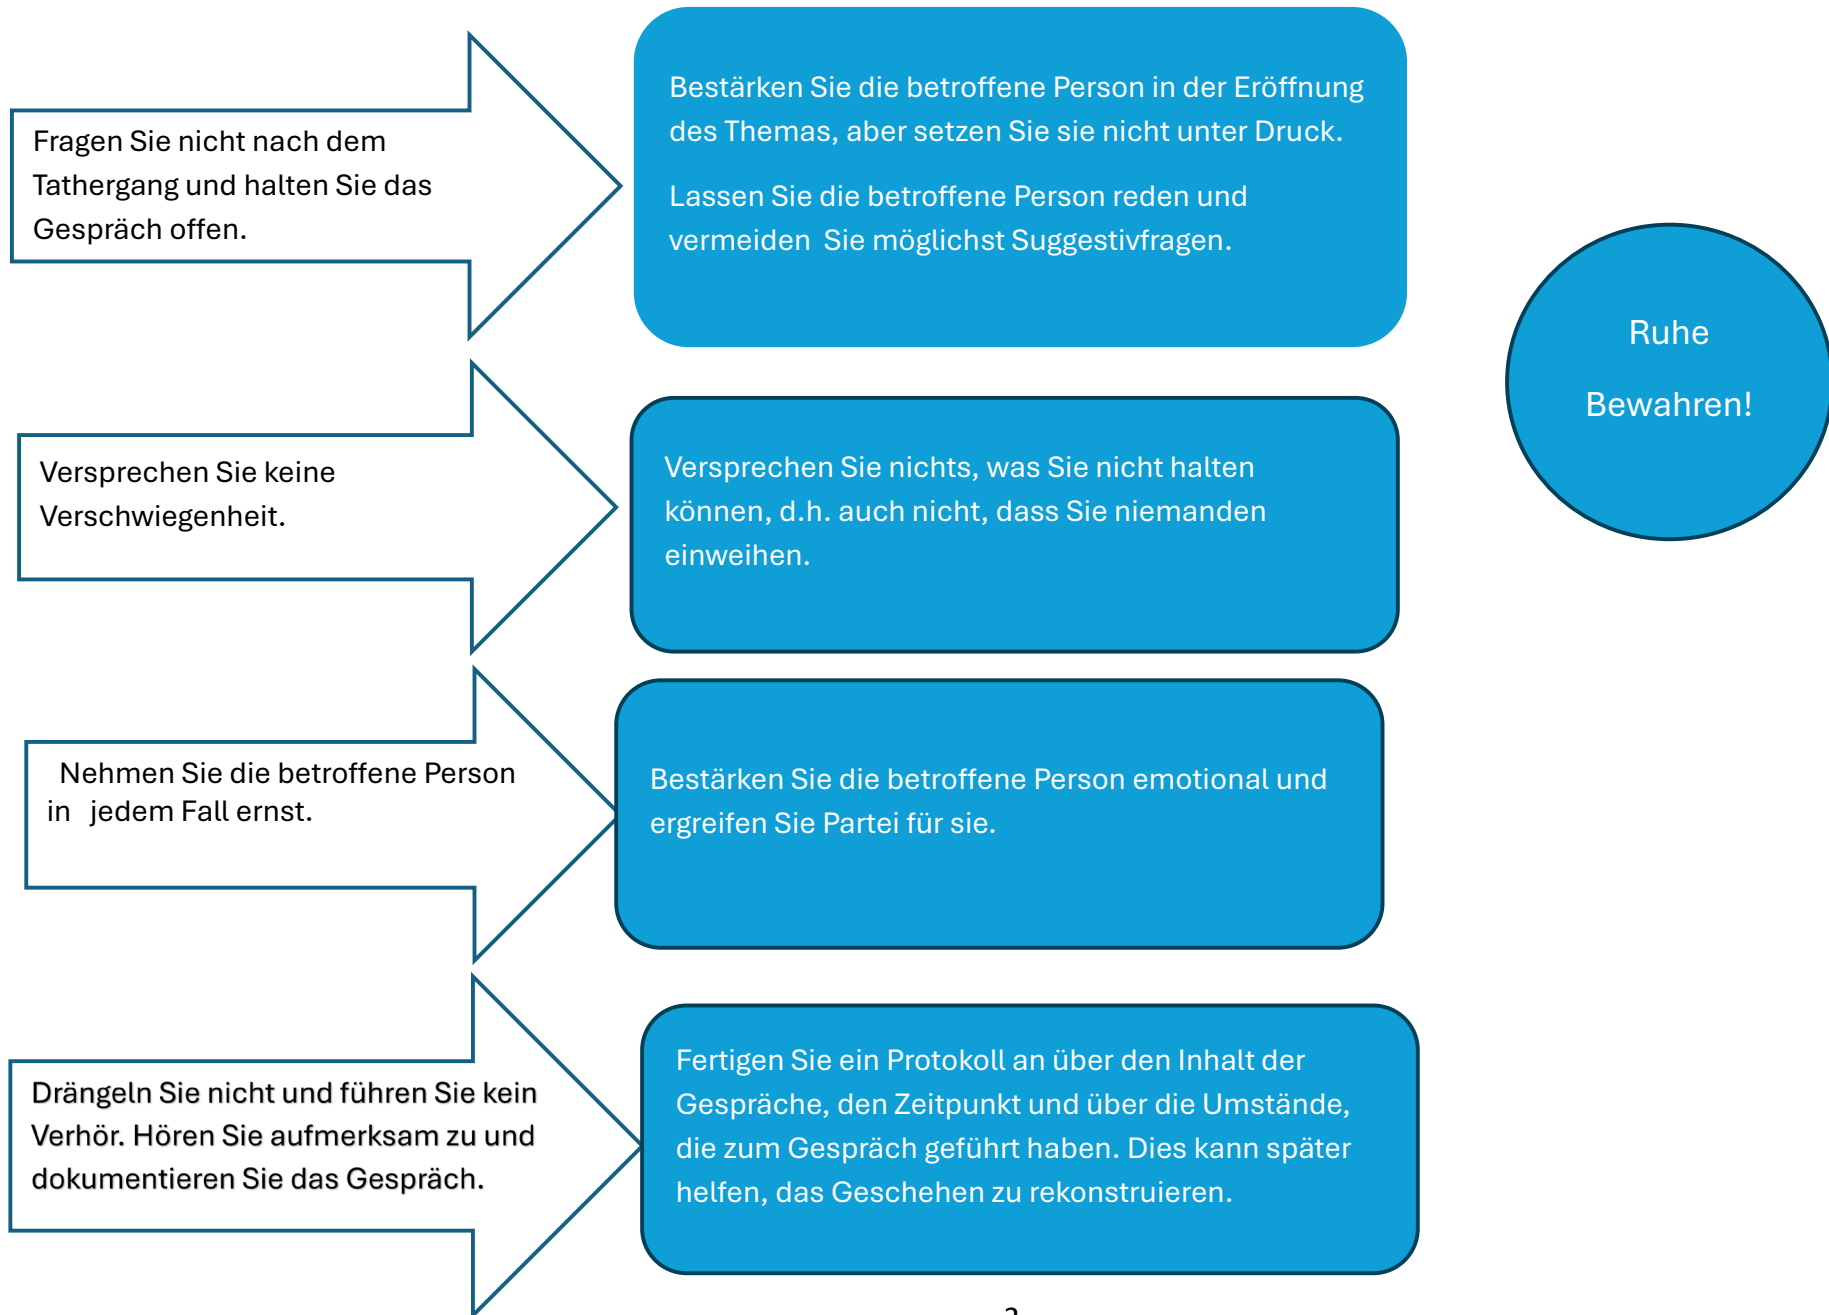 Fragen Sie nicht nach dem
Tathergang und halten Sie das
Gespräch offen.
Bestärken Sie die betroffene Person in der Eröffnung
des Themas, aber setzen Sie sie nicht unter Druck.
Lassen Sie die betroffene Person reden und
vermeiden  Sie möglichst Suggestivfragen.
Ruhe
Bewahren!
Versprechen Sie keine
Verschwiegenheit.
Versprechen Sie nichts, was Sie nicht halten
können, d.h. auch nicht, dass Sie niemanden
einweihen.
Nehmen Sie die betroffene Person
in   jedem Fall ernst.
Bestärken Sie die betroffene Person emotional und
ergreifen Sie Partei für sie.
Drängeln Sie nicht und führen Sie kein
Verhör. Hören Sie aufmerksam zu und
dokumentieren Sie das Gespräch.
Fertigen Sie ein Protokoll an über den Inhalt der
Gespräche, den Zeitpunkt und über die Umstände,
die zum Gespräch geführt haben. Dies kann später
helfen, das Geschehen zu rekonstruieren.